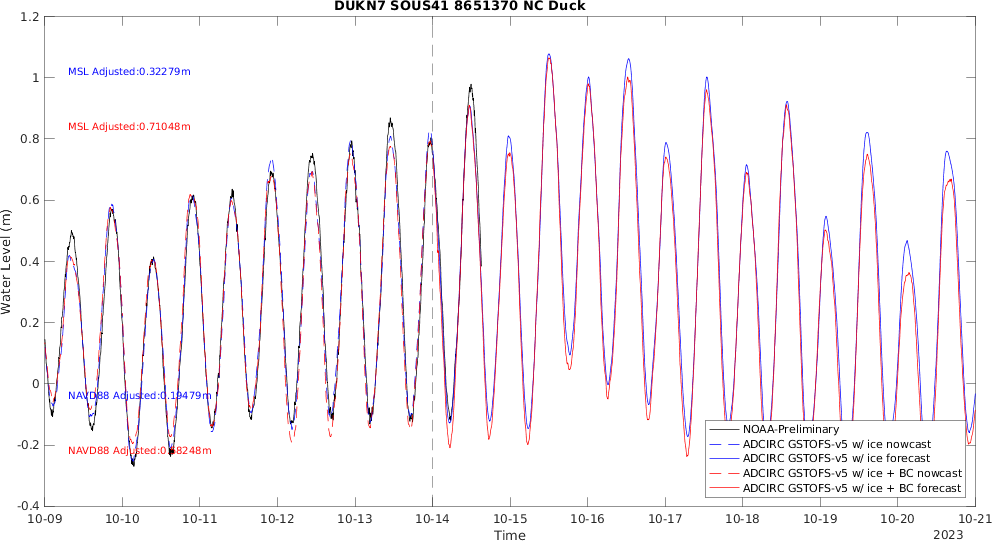 DUKN7 SOUS41 8651370 NC Duck
1.2
1
0.8
0.6
0.4
0.2
0
-0.2
-0.4
Water Level (m)
MSL Adjusted:0.32279m
MSL Adjusted:0.71048m
NAVD88 Adjusted:0.19479m
NAVD88 Adjusted:0.58248m
NOAA-Preliminary
ADCIRC GSTOFS-v5 w/ ice nowcast
ADCIRC GSTOFS-v5 w/ ice forecast
ADCIRC GSTOFS-v5 w/ ice + BC nowcast
ADCIRC GSTOFS-v5 w/ ice + BC forecast
10-09 10-10 10-11 10-12 10-13 10-14 10-15 10-16 10-17 10-18 10-19 10-20 10-21
Time
2023